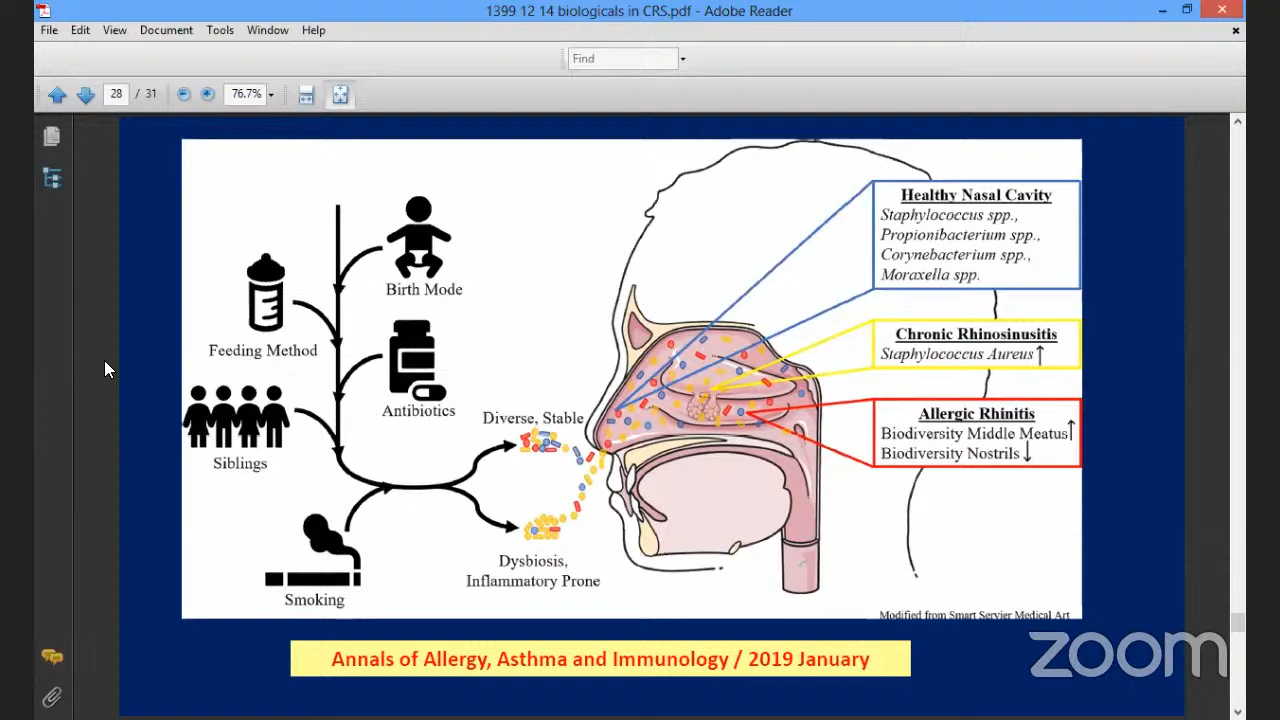 1399 12 14 biologicals in CRS.pdf - Adobe Reader
File Edit View Document Tools Window Help
Find
28 / 31 76.7%
Birth Mode
Feeding Method
Antibiotics
Siblings
Smoking
Diverse, Stable
Dysbiosis,
Inflammatory Prone
Healthy Nasal Cavity
Staphylococcus spp.,
Propionibacterium spp.,
Corynebacterium spp.,
Moraxella spp.
Chronic Rhinosinusitis
Staphylococcus Aureus↑
Allergic Rhinitis
Biodiversity Middle Meatus↑
Biodiversity Nostrils ↓
Modified from Smart Servier Medical Art
Annals of Allergy, Asthma and Immunology / 2019 January
zoom